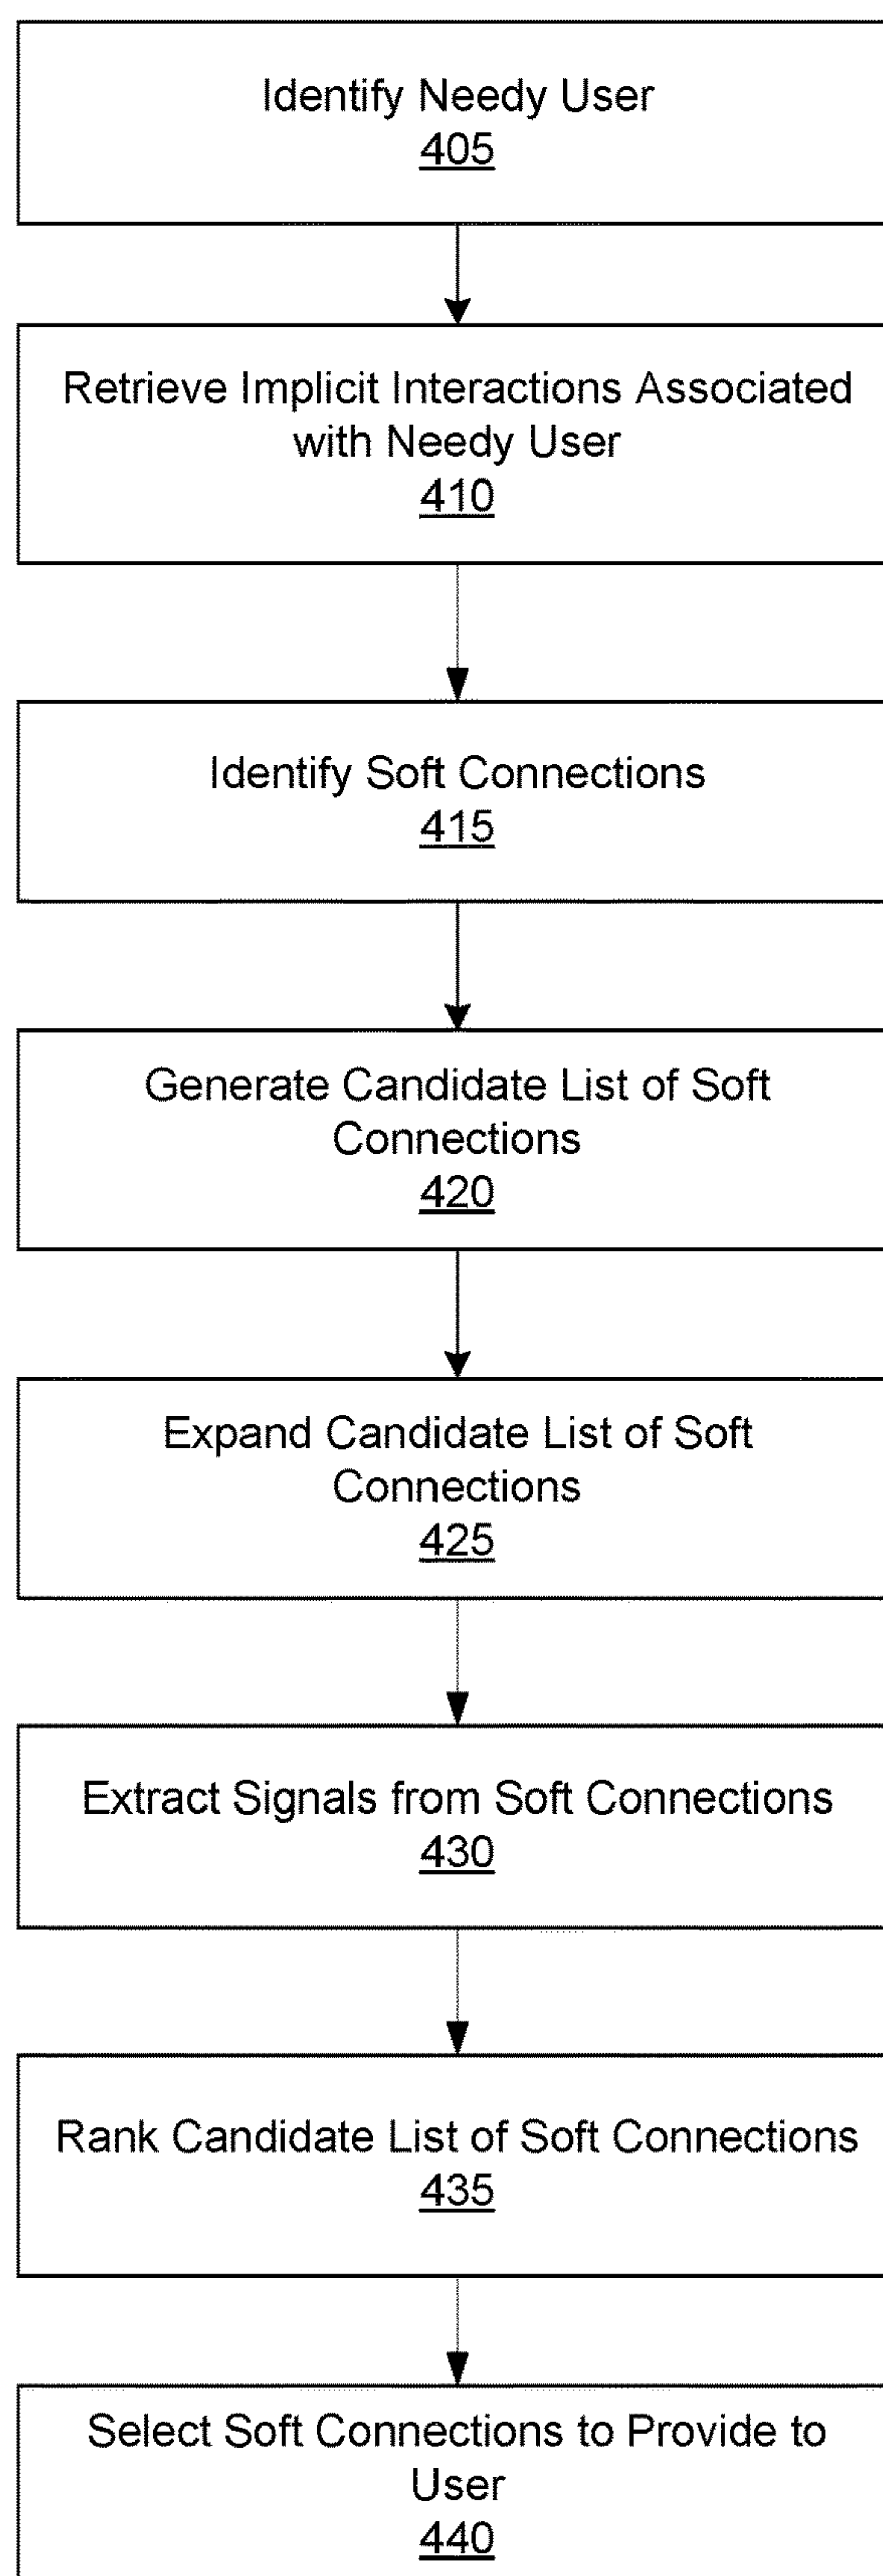 Identify Needy User
405
Retrieve Implicit Interactions Associated
with Needy User
410
Identify Soft Connections
415
Generate Candidate List of Soft
Connections
420
Expand Candidate List of Soft
Connections
425
Extract Signals from Soft Connections
430
Rank Candidate List of Soft Connections
435
Select Soft Connections to Provide to
User
440